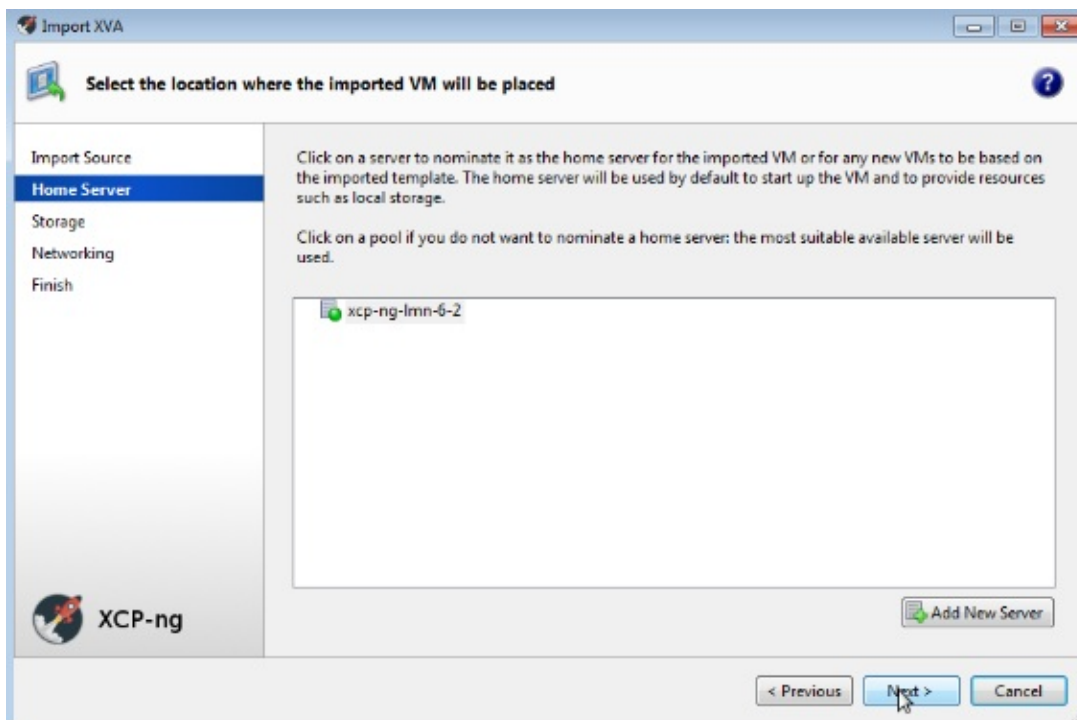 Import XVA
Select the location where the imported VM will be placed
Import Source
Home Server
Storage
Networking
Finish
Click on a server to nominate it as the home server for the imported VM or for any new VMs to be based on
the imported template. The home server will be used by default to start up the VM and to provide resources
such as local storage.
Click on a pool if you do not want to nominate a home server: the most suitable available server will be
used.
xcp-ng-lmn-6-2
Add New Server
XCP-ng
< Previous
Next >
Cancel